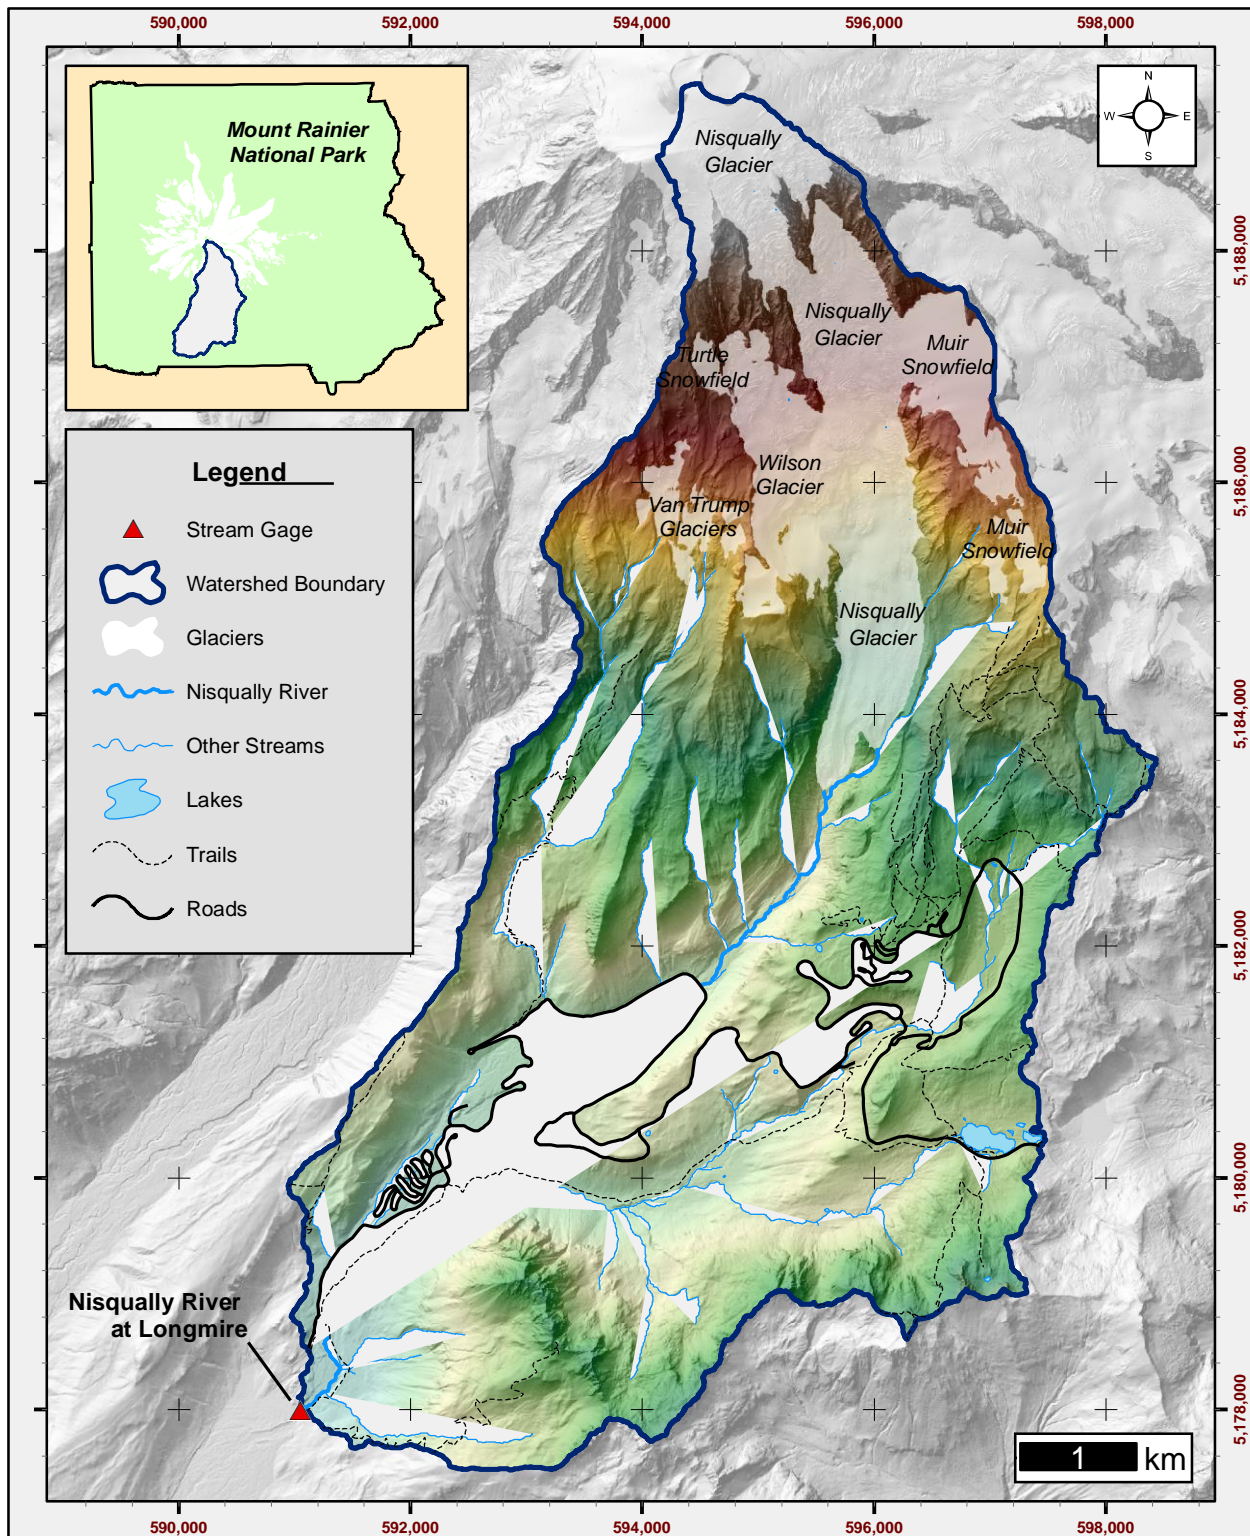 590,000
592,000
594,000
596,000
598,000
Mount Rainier
National Park
N
W
E
S
Nisqually
Glacier
5,188,000
Nisqually
Glacier
Muir
Snowfield
Turtle
Snowfield
Legend
Wilson
Glacier
5,186,000
Van Trump
Glaciers
Muir
Snowfield
Stream Gage
Watershed Boundary
Glaciers
Nisqually River
Other Streams
Lakes
Trails
Roads
Nisqually
Glacier
5,184,000
5,182,000
5,180,000
Nisqually River
at Longmire
5,178,000
1 km
590,000
592,000
594,000
596,000
598,000